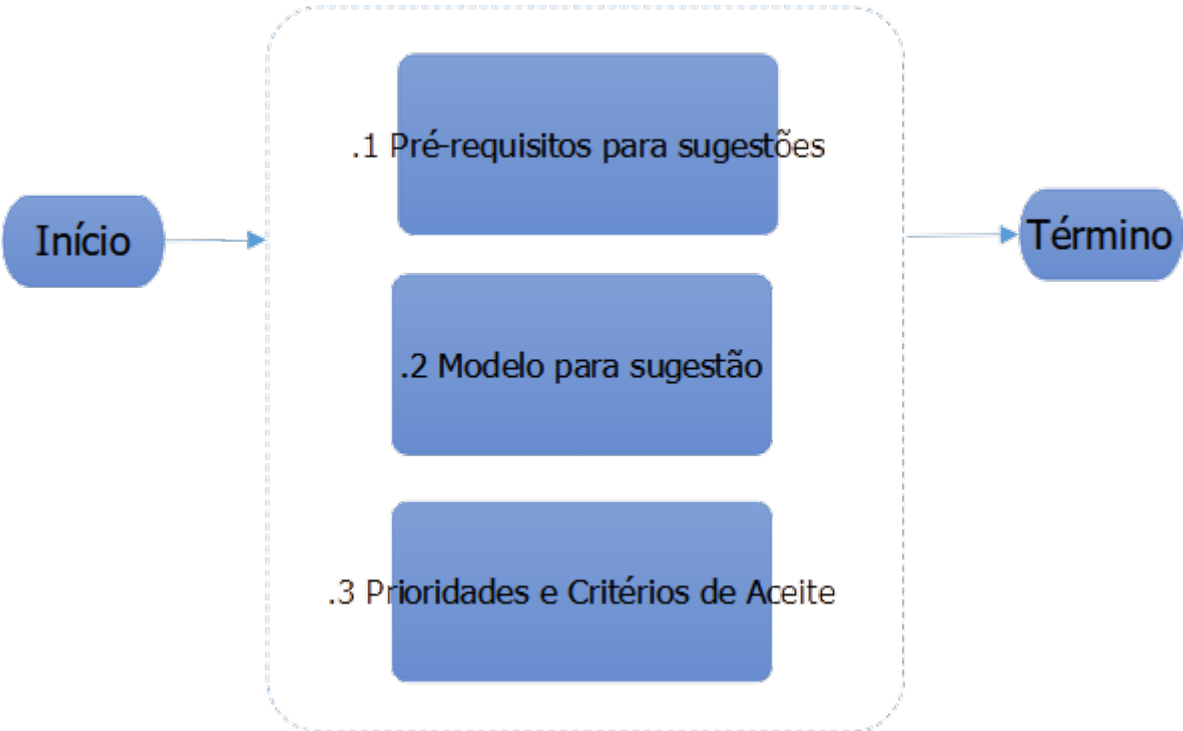 Início
.1 Pré-requisitos para sugestões
.2 Modelo para sugestão
.3 Prioridades e Critérios de Aceite
Término